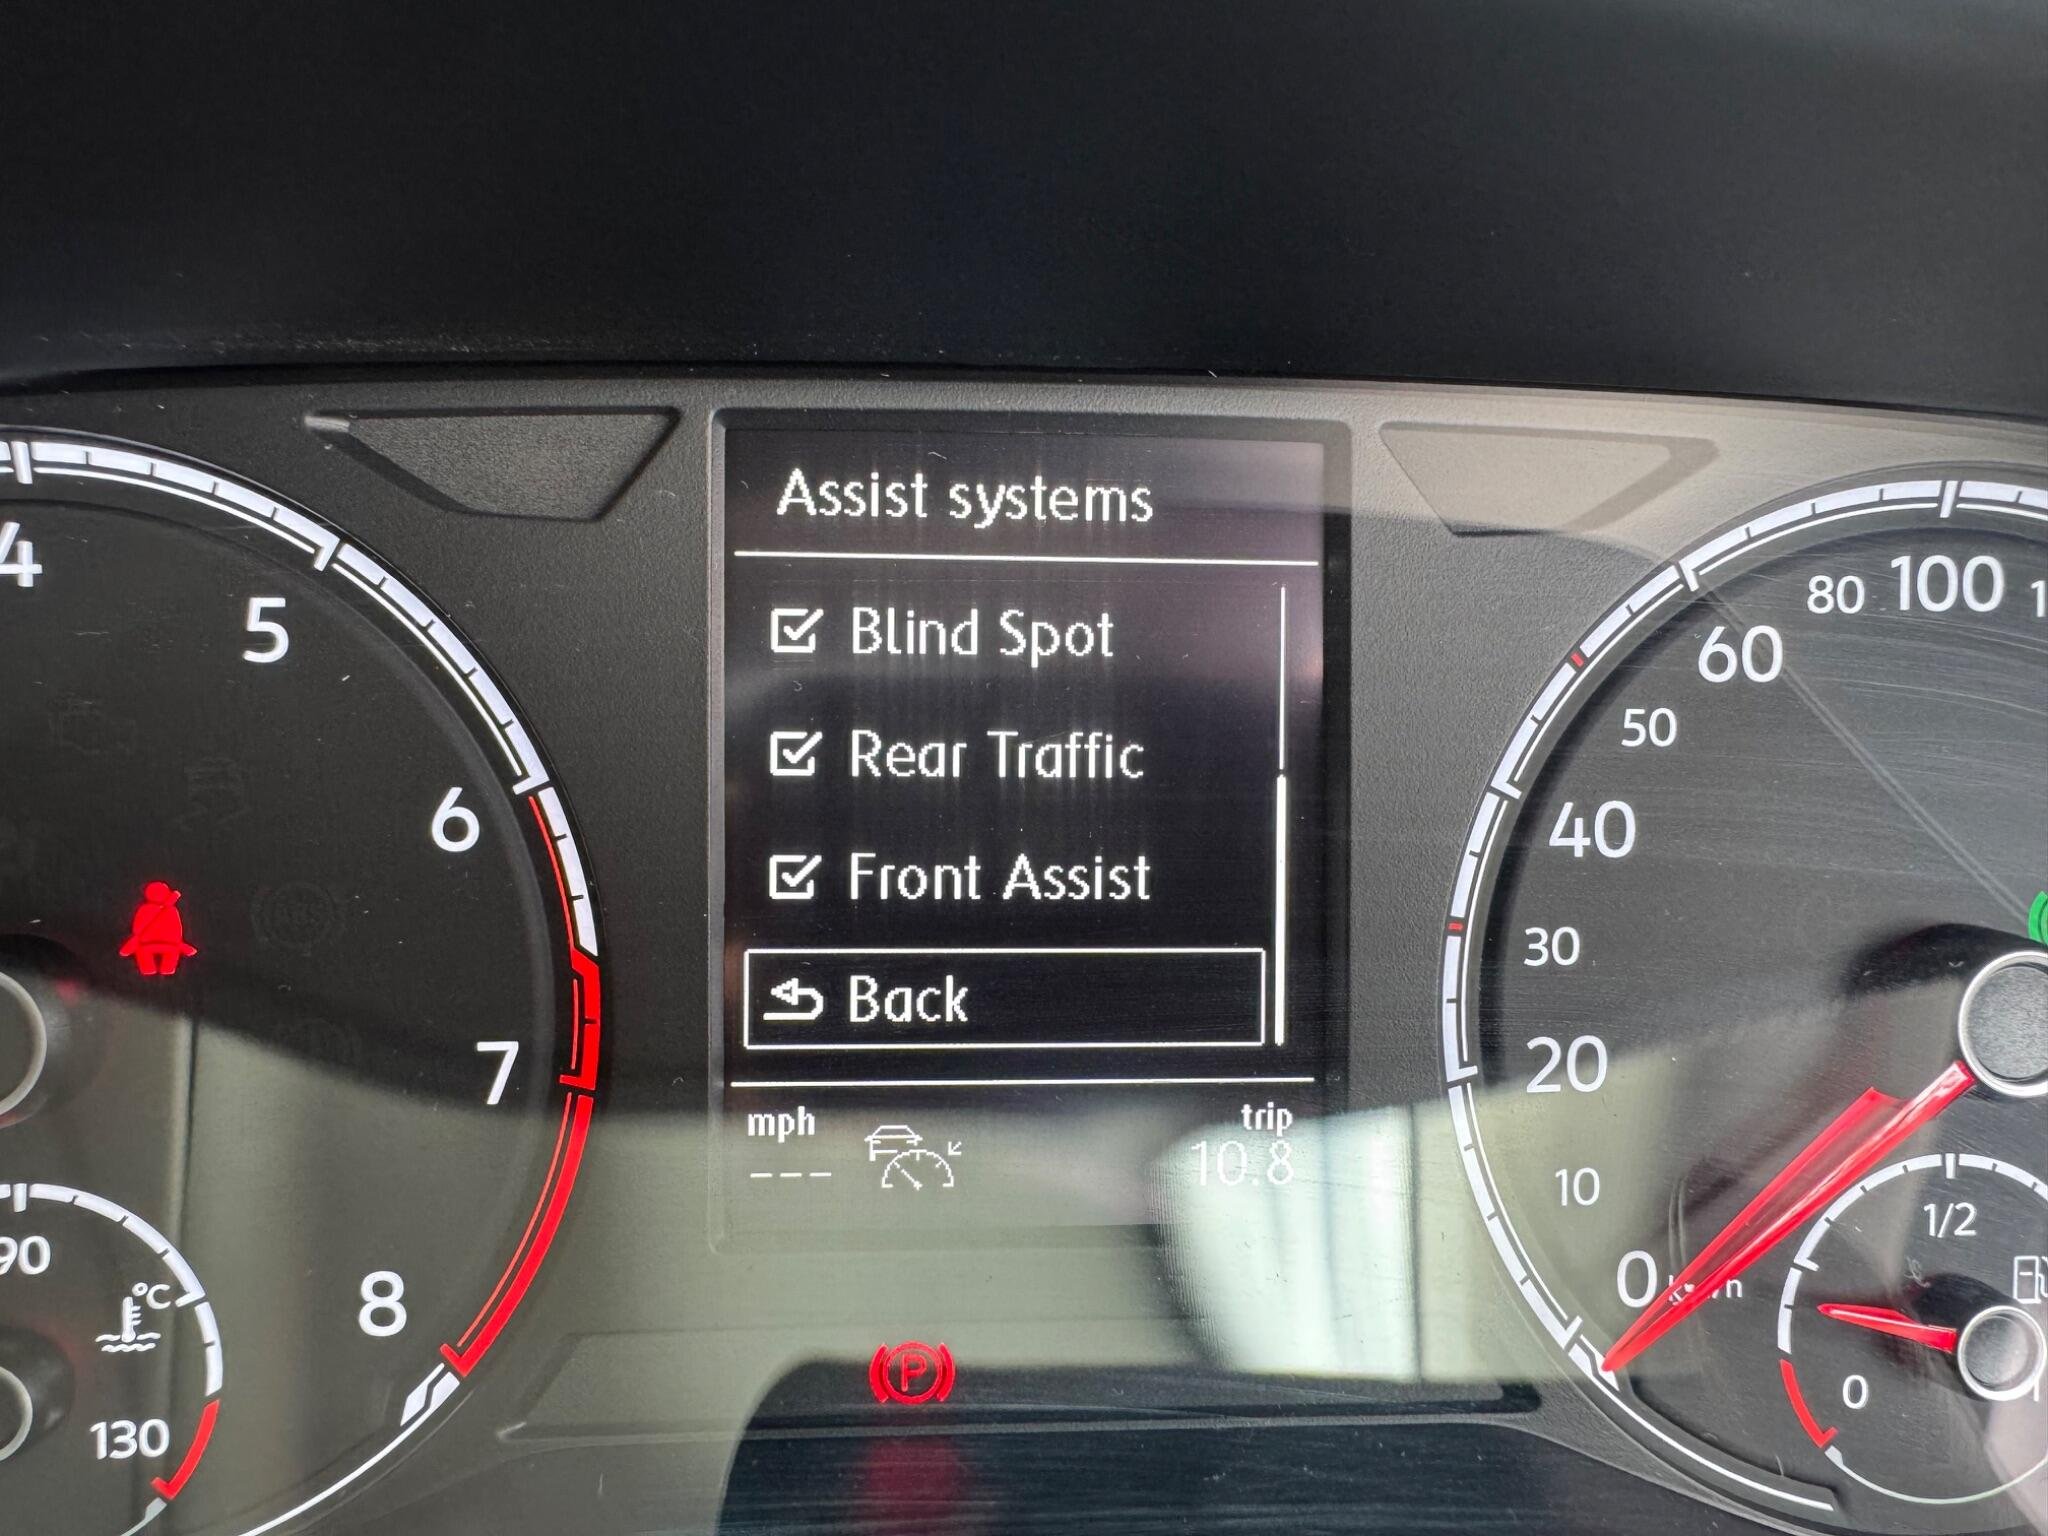 Assist systems
Blind Spot
Rear Traffic
Front Assist
Back
mph
trip
---
10.8
4
5
6
7
8
90
°C
130
P
80
100
60
50
40
30
20
10
0
1/2
0